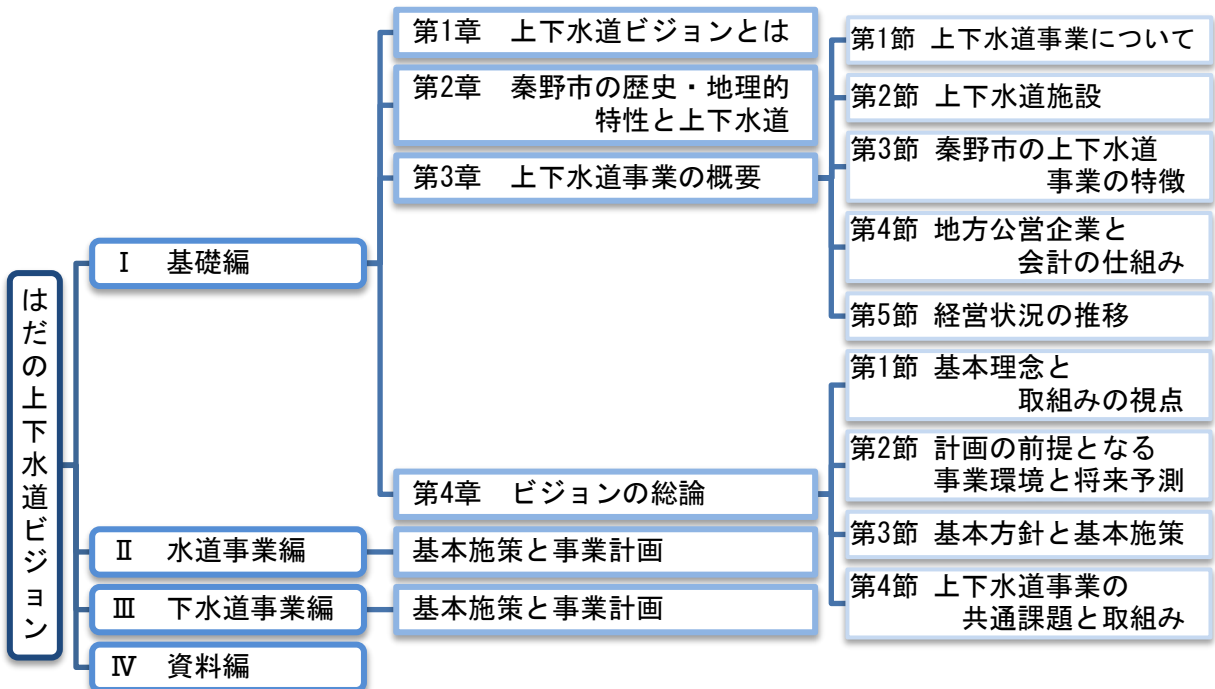 はだの上下水道ビジョン
Ⅰ 基礎編
第1章 上下水道ビジョンとは
第2章 秦野市の歴史・地理的
特性と上下水道
第3章 上下水道事業の概要
第1節 上下水道事業について
第2節 上下水道施設
第3節 秦野市の上下水道
事業の特徴
第4節 地方公営企業と
会計の仕組み
第5節 経営状況の推移
第4章 ビジョンの総論
第1節 基本理念と
取組みの視点
第2節 計画の前提となる
事業環境と将来予測
第3節 基本方針と基本施策
第4節 上下水道事業の
共通課題と取組み
Ⅱ 水道事業編
基本施策と事業計画
Ⅲ 下水道事業編
基本施策と事業計画
Ⅳ 資料編